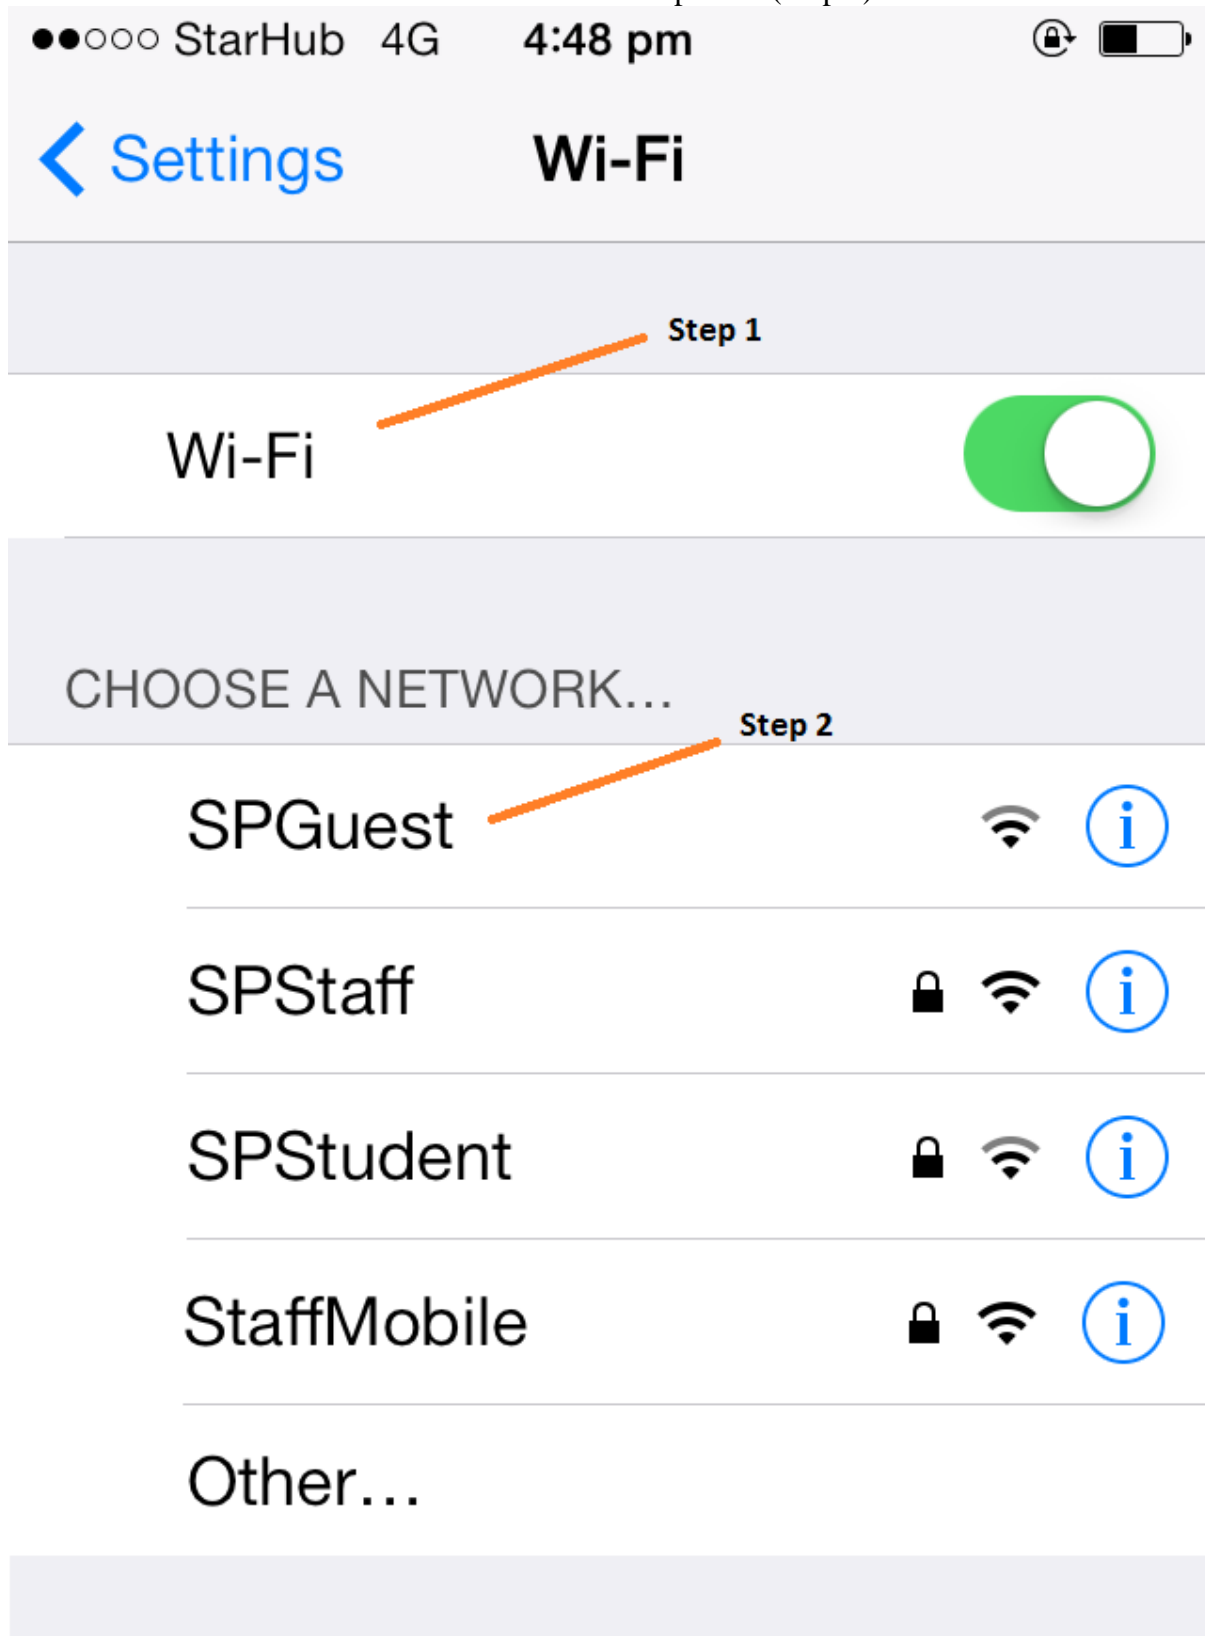 StarHub 4G 4:48 pm
Settings Wi-Fi
Step 1
Wi-Fi
CHOOSE A NETWORK...
Step 2
SPGuest
SPStaff
SPStudent
StaffMobile
Other...